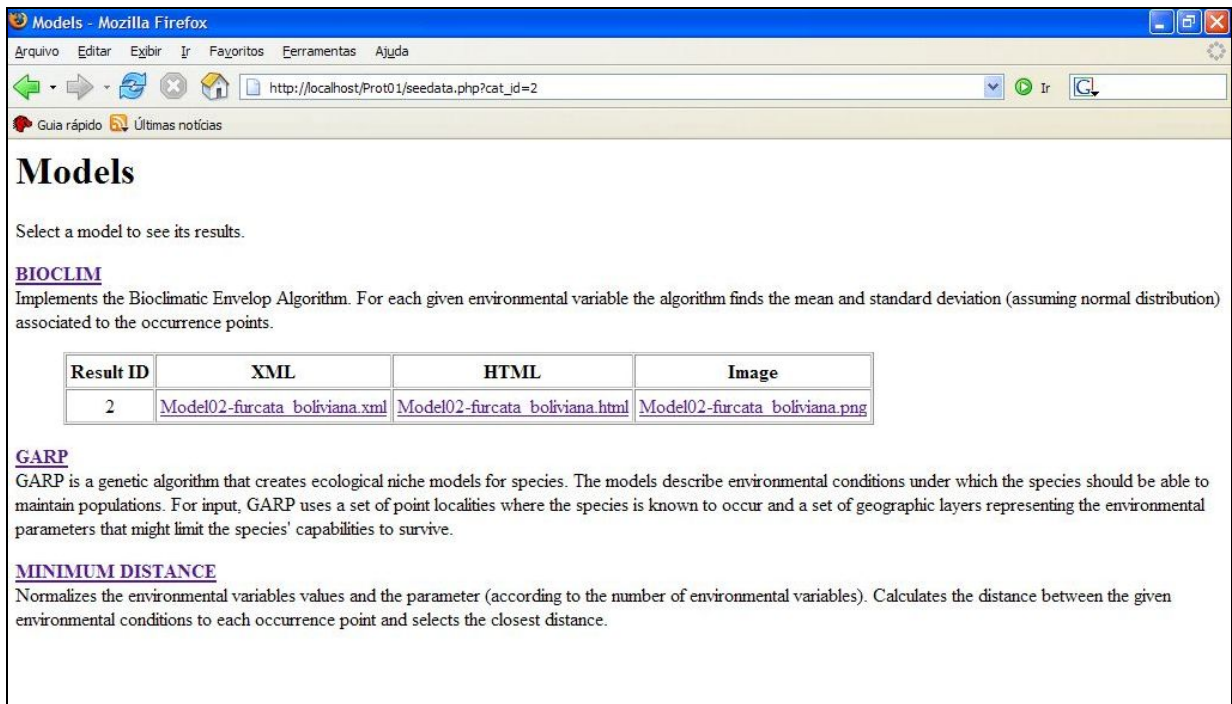 Models - Mozilla Firefox
Arquivo Editar Exibir Ir Favoritos Ferramentas Ajuda
http://localhost/Prot01/seedata.php?cat_id=2 Ir G
Guia rápido Últimas notícias
Models
Select a model to see its results.
BIOCLIM
Implements the Bioclimatic Envelop Algorithm. For each given environmental variable the algorithm finds the mean and standard deviation (assuming normal distribution)
associated to the occurrence points.
Result ID XML HTML Image
2 Model02-furcata_boliviana.xml Model02-furcata_boliviana.html Model02-furcata_boliviana.png
GARP
GARP is a genetic algorithm that creates ecological niche models for species. The models describe environmental conditions under which the species should be able to
maintain populations. For input, GARP uses a set of point localities where the species is known to occur and a set of geographic layers representing the environmental
parameters that might limit the species' capabilities to survive.
MINIMUM DISTANCE
Normalizes the environmental variables values and the parameter (according to the number of environmental variables). Calculates the distance between the given
environmental conditions to each occurrence point and selects the closest distance.